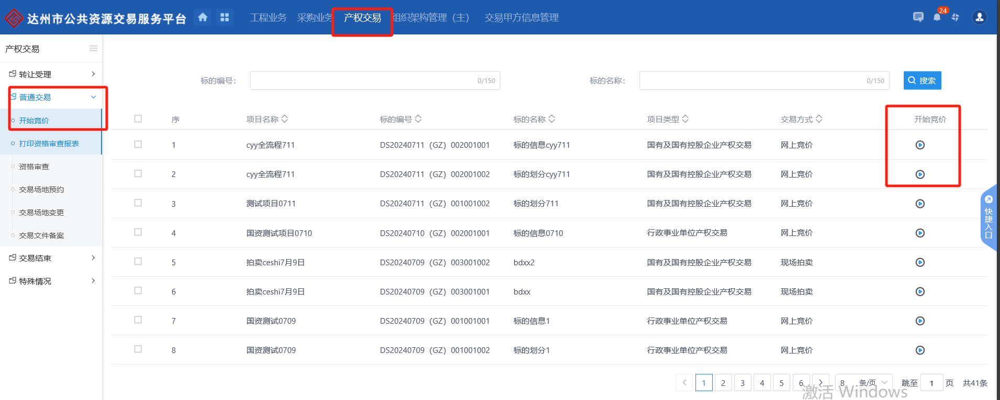 达州市公共资源交易服务平台 工程业务 采购业务 产权交易 组织架构管理（主） 交易甲方信息管理 24
产权交易
转让受理
普通交易
开始竞价
打印资格审查报表
资格审查
交易场地预约
交易场地变更
交易文件备案
交易结束
特殊情况
标的编号： 0/150 标的名称： 0/150 搜索
序 项目名称 标的编号 标的名称 项目类型 交易方式 开始竞价
1 cyy全流程711 DS20240711（GZ）002001001 标的信息cyy711 国有及国有控股企业产权交易 网上竞价
2 cyy全流程711 DS20240711（GZ）002001002 标的划分cyy711 国有及国有控股企业产权交易 网上竞价
3 测试项目0711 DS20240711（GZ）001001002 标的划分711 国有及国有控股企业产权交易 网上竞价
4 国资测试项目0710 DS20240710（GZ）002001001 标的信息0710 行政事业单位产权交易 网上竞价
5 拍卖ceshi7月9日 DS20240709（GZ）003001002 bdxx2 国有及国有控股企业产权交易 现场拍卖
6 拍卖ceshi7月9日 DS20240709（GZ）003001001 bdxx 国有及国有控股企业产权交易 现场拍卖
7 国资测试0709 DS20240709（GZ）001001001 标的信息1 行政事业单位产权交易 网上竞价
8 国资测试0709 DS20240709（GZ）001001002 标的划分1 行政事业单位产权交易 网上竞价
快捷入口
1 2 3 4 5 6 8 条/页 跳至 1 页 共41条
激活 Windows